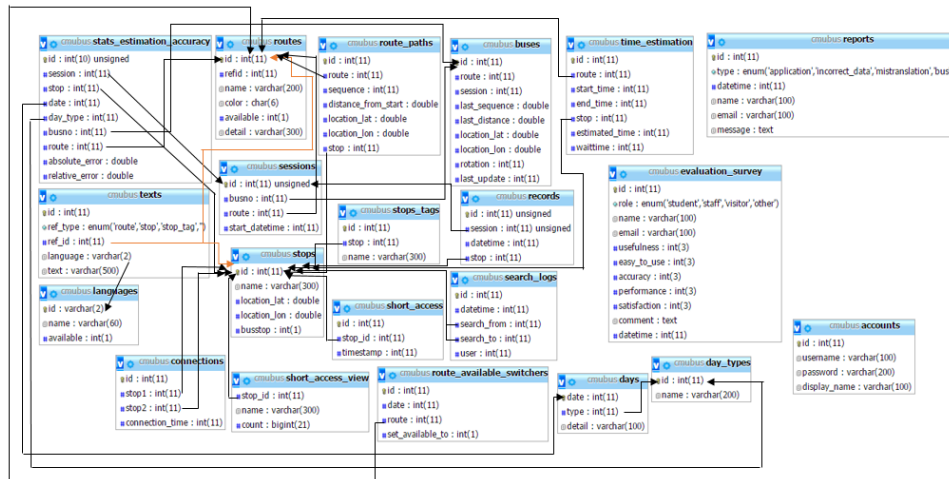 cmubus stats_estimation_accuracy
id : int(10) unsigned
session : int(11)
stop : int(11)
date : int(11)
day_type : int(11)
busno : int(11)
route : int(11)
absolute_error : double
relative_error : double
cmubus routes
id : int(11)
refid : int(11)
name : varchar(200)
color : char(6)
available : int(1)
detail : varchar(300)
cmubus route_paths
id : int(11)
route : int(11)
sequence : int(11)
distance_from_start : double
location_lat : double
location_lon : double
stop : int(11)
cmubus buses
id : int(11)
route : int(11)
session : int(11)
last_sequence : int(11)
last_distance : int(11)
location_lat : double
location_lon : double
rotation : int(11)
last_update : int(11)
cmubus time_estimation
id : int(11)
route : int(11)
start_time : int(11)
end_time : int(11)
stop : int(11)
estimated_time : int(11)
waittime : int(11)
cmubus reports
id : int(11)
type : enum('application','incorrect_data','mistranslation','bus
datetime : int(11)
name : varchar(100)
email : varchar(100)
message : text
cmubus sessions
id : int(11) unsigned
busno : int(11)
route : int(11)
start_datetime : int(11)
cmubus evaluation_survey
id : int(11)
role : enum('student','staff','visitor','other')
name : varchar(100)
email : varchar(100)
usefulness : int(3)
easy_to_use : int(3)
accuracy : int(3)
performance : int(3)
satisfaction : int(3)
comment : text
datetime : int(11)
cmubus texts
id : int(11)
ref_type : enum('route','stop','stop_tag','')
ref_id : int(11)
language : varchar(2)
text : varchar(500)
cmubus stops_tags
id : int(11)
stop : int(11)
name : varchar(300)
cmubus records
id : int(11) unsigned
session : int(11) unsigned
datetime : int(11)
stop : int(11)
cmubus stops
id : int(11)
name : varchar(300)
location_lat : double
location_lon : double
busstop : int(1)
cmubus search_logs
id : int(11)
datetime : int(11)
search_from : int(11)
search_to : int(11)
user : int(11)
cmubus languages
id : varchar(2)
name : varchar(60)
available : int(1)
cmubus short_access
id : int(11)
stop_id : int(11)
timestamp : int(11)
cmubus accounts
id : int(11)
username : varchar(100)
password : varchar(200)
display_name : varchar(100)
cmubus connections
id : int(11)
stop1 : int(11)
stop2 : int(11)
connection_time : int(11)
cmubus short_access_view
stop_id : int(11)
name : varchar(300)
count : bigint(21)
cmubus route_available_switchers
id : int(11)
date : int(11)
route : int(11)
set_available_to : int(1)
cmubus days
date : int(11)
type : int(11)
detail : varchar(100)
cmubus day_types
id : int(11)
name : varchar(200)